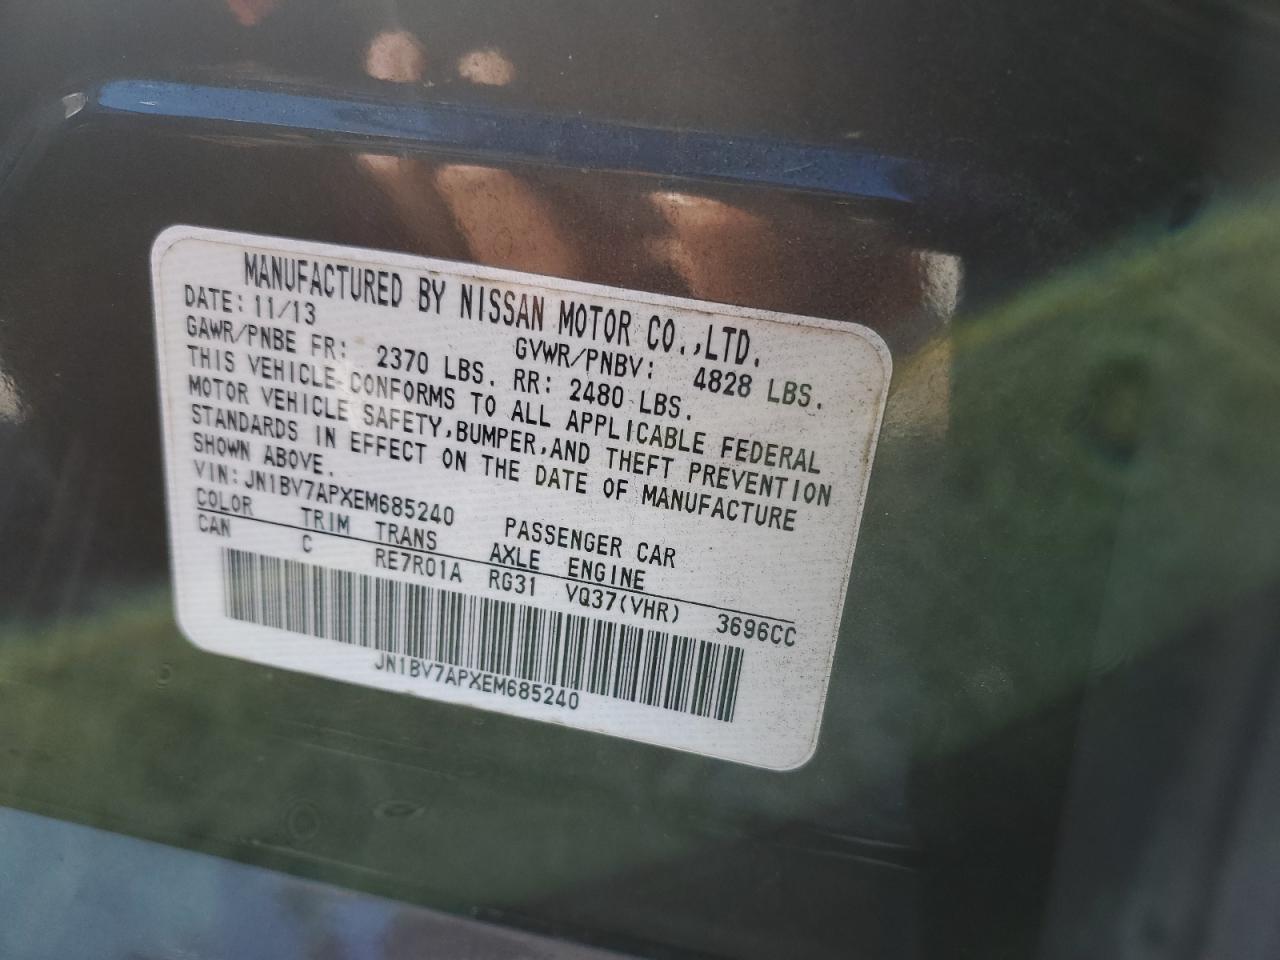 MANUFACTURED BY NISSAN MOTOR CO.,LTD.
DATE: 11/13 GVWR/PNBV: 4828 LBS.
GAWR/PNBE FR: 2370 LBS. RR: 2480 LBS.
THIS VEHICLE CONFORMS TO ALL APPLICABLE FEDERAL
MOTOR VEHICLE SAFETY,BUMPER,AND THEFT PREVENTION
STANDARDS IN EFFECT ON THE DATE OF MANUFACTURE
SHOWN ABOVE.
VIN:JN1BV7APXEM685240 PASSENGER CAR
COLOR TRIM TRANS AXLE ENGINE
CAN C RE7R01A RG31 VQ37(VHR) 3696CC
JN1BV7APXEM685240